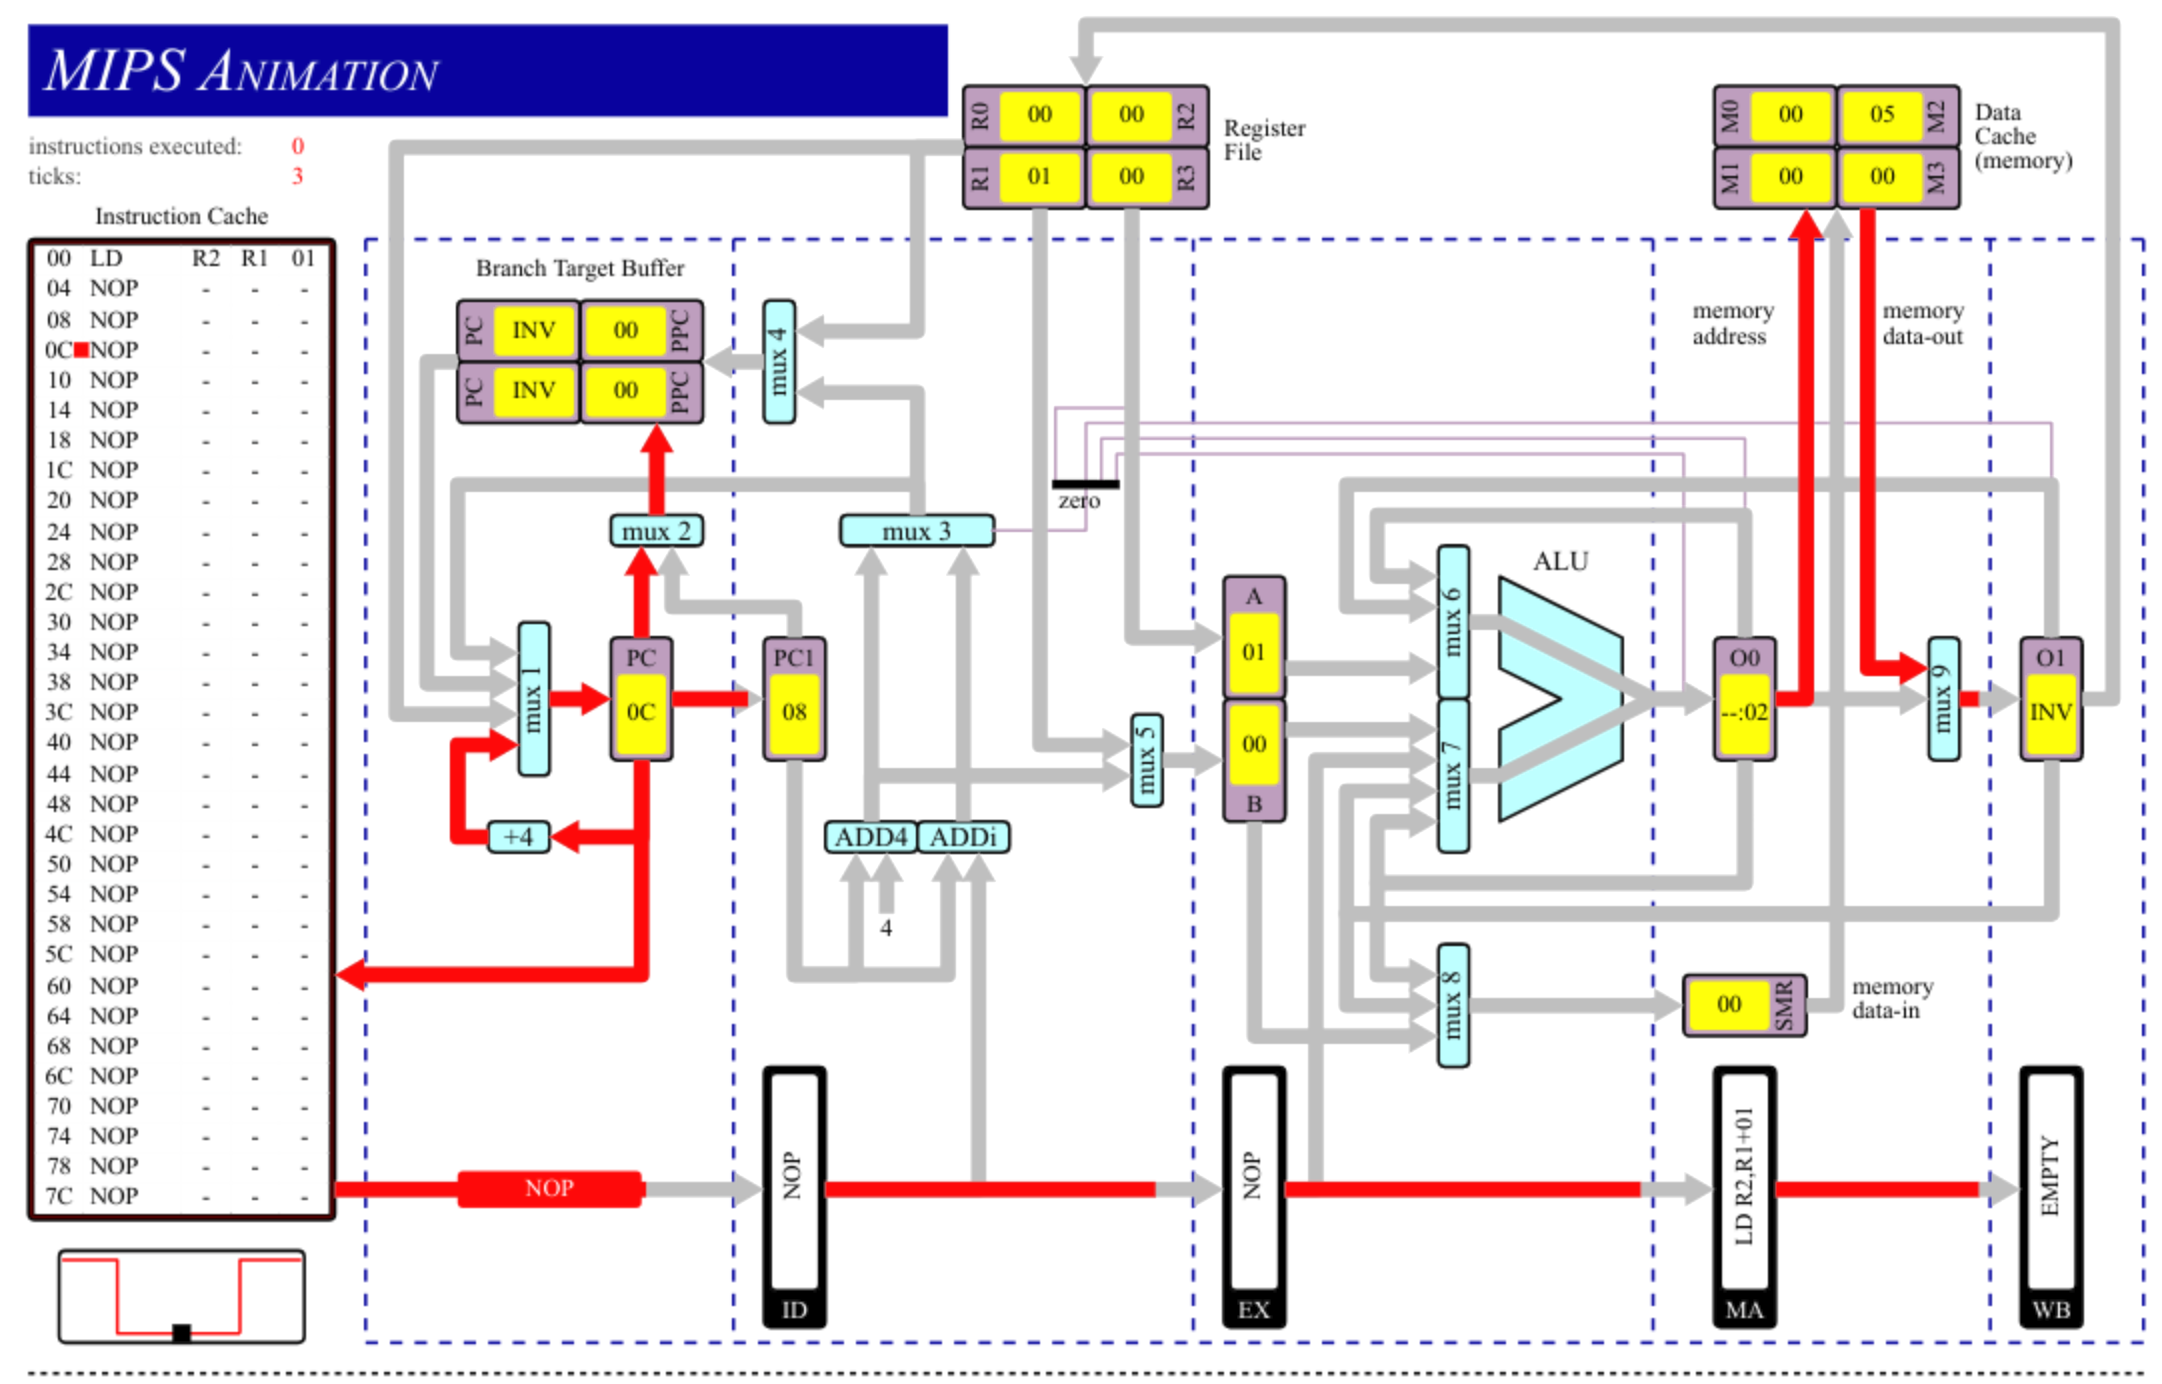 MIPS ANIMATION
instructions executed: 0
ticks: 3
Instruction Cache
00 LD R2 R1 01
04 NOP - - -
08 NOP - - -
0C NOP - - -
10 NOP - - -
14 NOP - - -
18 NOP - - -
1C NOP - - -
20 NOP - - -
24 NOP - - -
28 NOP - - -
2C NOP - - -
30 NOP - - -
34 NOP - - -
38 NOP - - -
3C NOP - - -
40 NOP - - -
44 NOP - - -
48 NOP - - -
4C NOP - - -
50 NOP - - -
54 NOP - - -
58 NOP - - -
5C NOP - - -
60 NOP - - -
64 NOP - - -
68 NOP - - -
6C NOP - - -
70 NOP - - -
74 NOP - - -
78 NOP - - -
7C NOP - - -
R0 00 00 R2
R1 01 00 R3
Register
File
M0 00 05 M2
M1 00 00 M3
Data
Cache
(memory)
Branch Target Buffer
PC INV 00 PPC
PC INV 00 PPC
mux 4
memory
address
memory
data-out
zero
mux 2
mux 3
ALU
mux 1
PC
0C
PC1
08
+4
ADD4
ADDi
4
mux 5
A
01
00
B
mux 6
mux 7
mux 8
O0
--:02
mux 9
O1
INV
00 SMR
memory
data-in
NOP
NOP
ID
NOP
EX
LD R2,R1+01
MA
EMPTY
WB